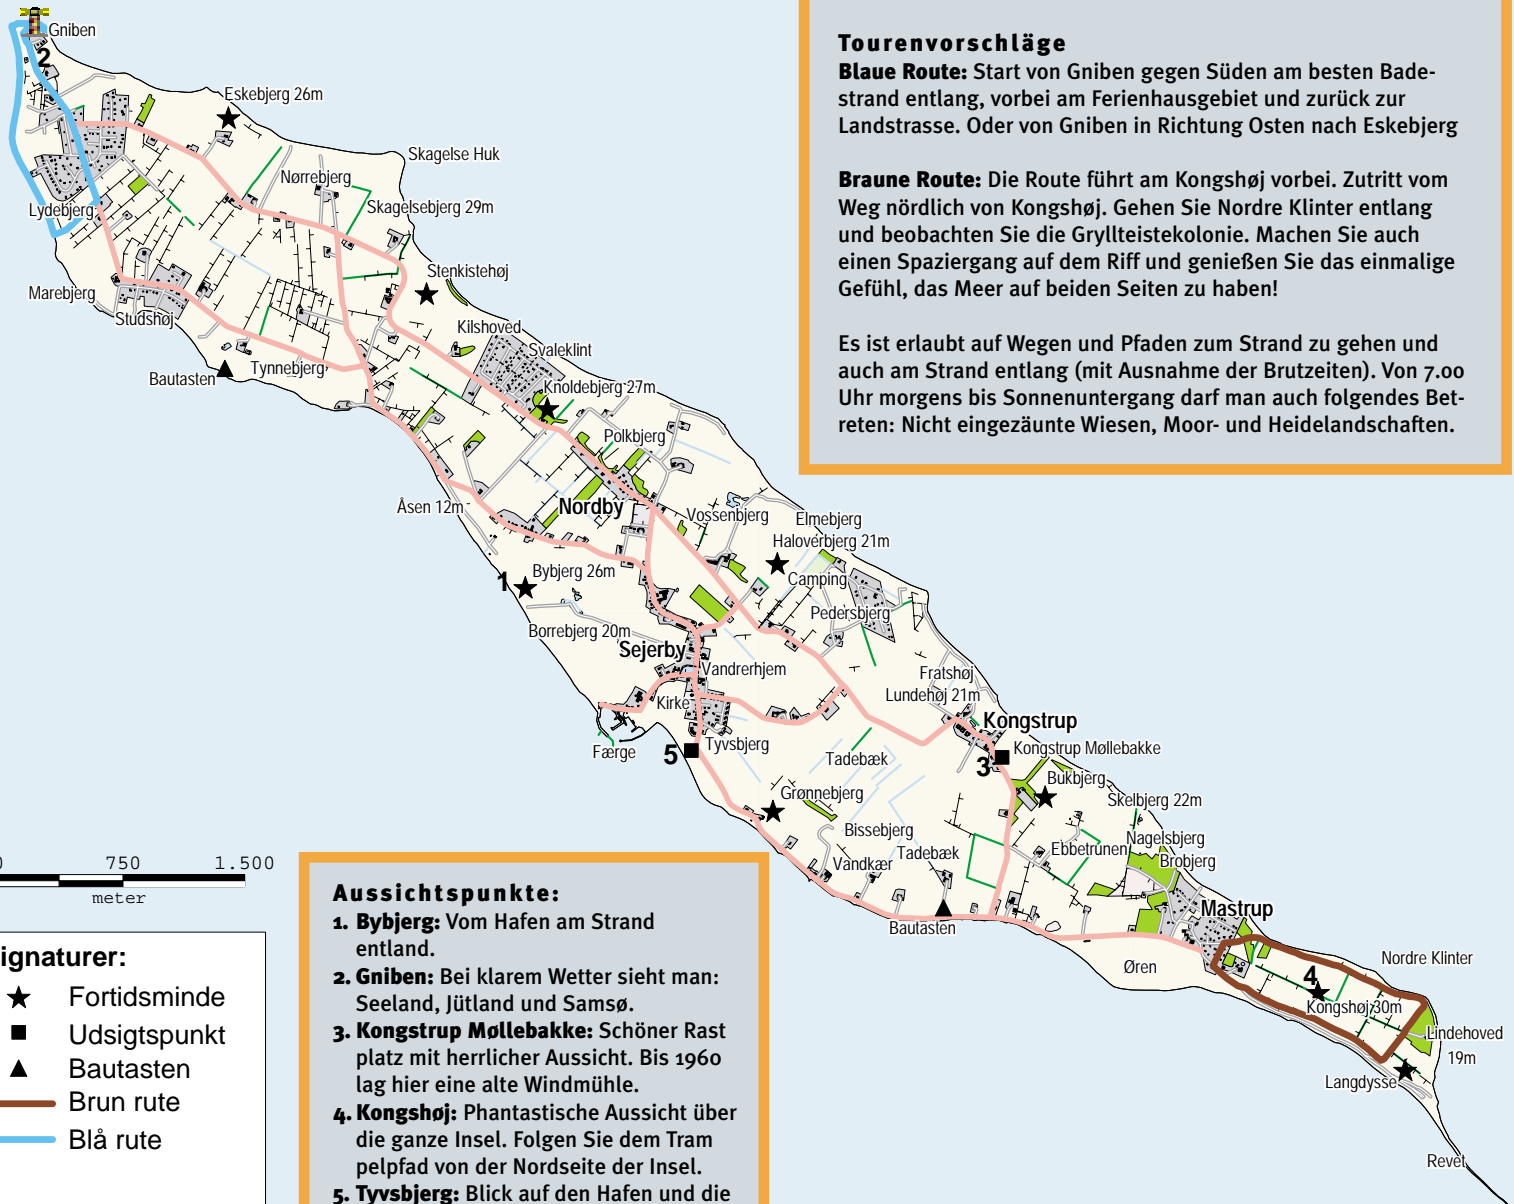 Gniben
2
Eskebjerg 26m
Skagelse Huk
Nørrebjerg
Skagelsebjerg 29m
Lydebjerg
Stenkistehøj
Marebjerg
Studshøj
Kilshoved
Svaleklint
Bautasten
Tynnebjerg
Knoldebjerg 27m
Polkbjerg
Åsen 12m
Nordby
Vossenbjerg
Elmebjerg
Haloverbjerg 21m
1
Bybjerg 26m
Camping
Pedersbjerg
Borrebjerg 20m
Sejerby
Vandrerhjem
Fratshøj
Lundehøj 21m
Kirke
Kongstrup
Færge
5
Tyvsbjerg
Tadebæk
3
Kongstrup Møllebakke
Bukbjerg
Grønnebjerg
Skelbjerg 22m
Bissebjerg
Nagelsbjerg
Vandkær
Tadebæk
Ebbetrunen
Brobjerg
Bautasten
Mastrup
Øren
Nordre Klinter
4
Kongshøj 30m
Lindehoved
19m
Langdysse
Revet
Tourenvorschläge
Blaue Route: Start von Gniben gegen Süden am besten Bade-
strand entlang, vorbei am Ferienhausgebiet und zurück zur
Landstrasse. Oder von Gniben in Richtung Osten nach Eskebjerg
Braune Route: Die Route führt am Kongshøj vorbei. Zutritt vom
Weg nördlich von Kongshøj. Gehen Sie Nordre Klinter entlang
und beobachten Sie die Gryllteistekolonie. Machen Sie auch
einen Spaziergang auf dem Riff und genießen Sie das einmalige
Gefühl, das Meer auf beiden Seiten zu haben!
Es ist erlaubt auf Wegen und Pfaden zum Strand zu gehen und
auch am Strand entlang (mit Ausnahme der Brutzeiten). Von 7.00
Uhr morgens bis Sonnenuntergang darf man auch folgendes Bet-
reten: Nicht eingezäunte Wiesen, Moor- und Heidelandschaften.
0 750 1.500
meter
ignaturer:
Fortidsminde
Udsigtspunkt
Bautasten
Brun rute
Blå rute
Aussichtspunkte:
1. Bybjerg: Vom Hafen am Strand
entland.
2. Gniben: Bei klarem Wetter sieht man:
Seeland, Jütland und Samsø.
3. Kongstrup Møllebakke: Schöner Rast
platz mit herrlicher Aussicht. Bis 1960
lag hier eine alte Windmühle.
4. Kongshøj: Phantastische Aussicht über
die ganze Insel. Folgen Sie dem Tram
pelpfad von der Nordseite der Insel.
5. Tyvsbjerg: Blick auf den Hafen und die